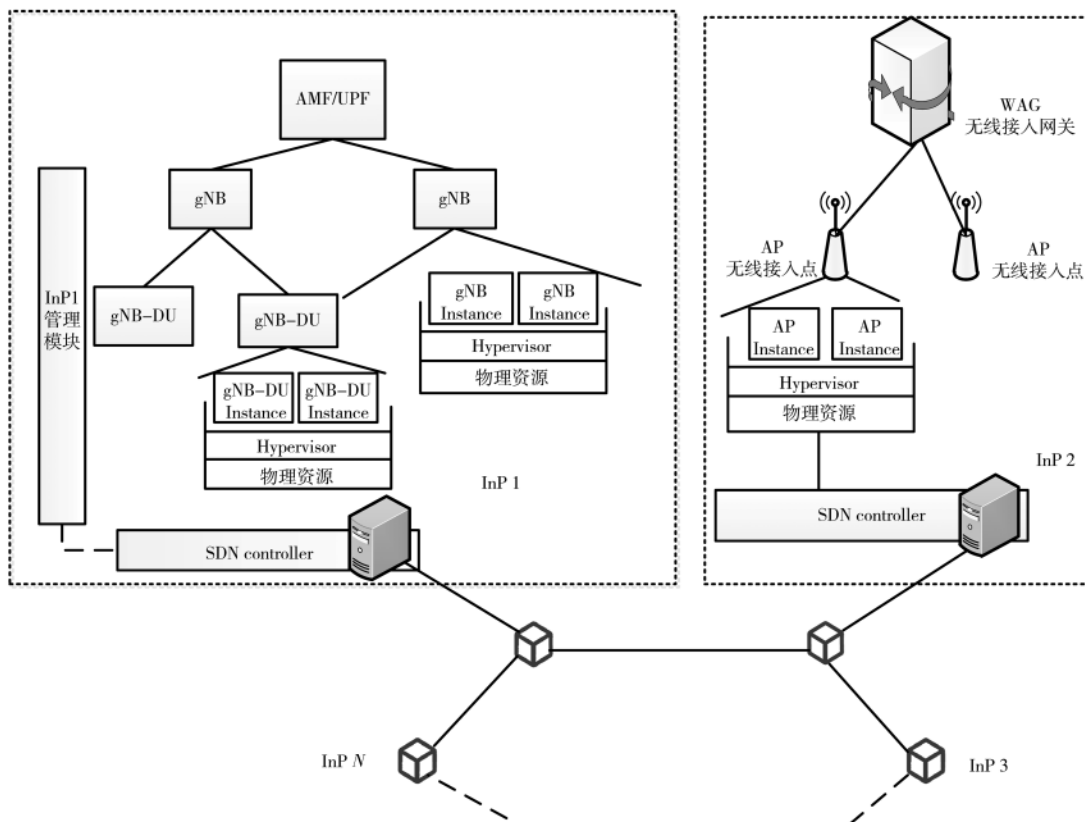 AMF/UPF
gNB
gNB
InP1
管理
模块
gNB-DU
gNB-DU
gNB
Instance
gNB
Instance
Hypervisor
物理资源
gNB-DU
Instance
gNB-DU
Instance
Hypervisor
物理资源
InP 1
SDN controller
WAG
无线接入网关
AP
无线接入点
AP
无线接入点
AP
Instance
AP
Instance
Hypervisor
物理资源
InP 2
SDN controller
InP N
InP 3